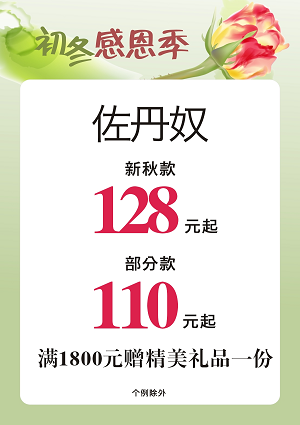 初冬感恩季
佐丹奴
新秋款
128元起
部分款
110元起
满1800元赠精美礼品一份
个例除外